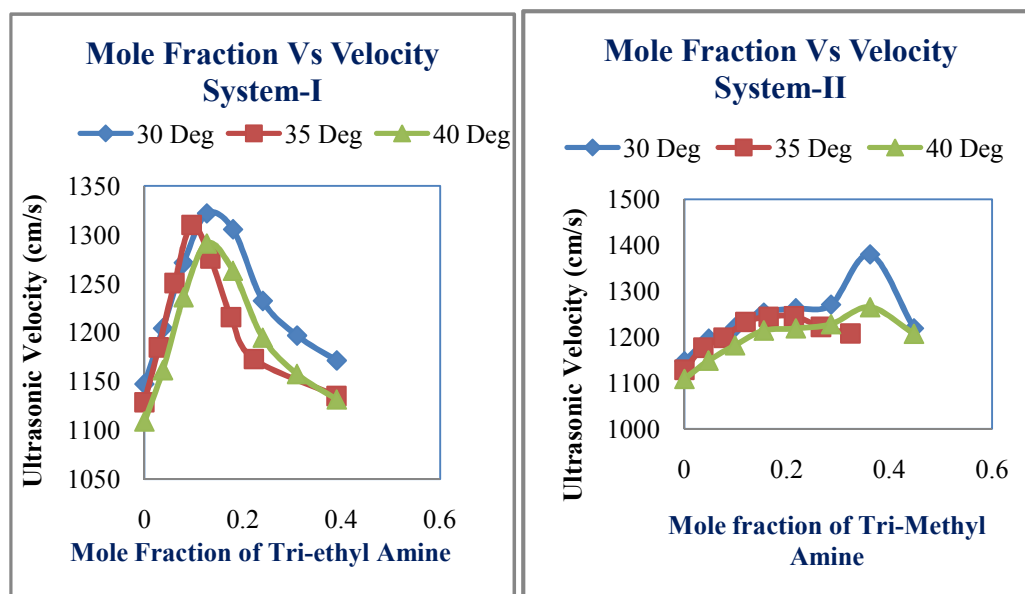 Mole Fraction Vs Velocity
System-I
30 Deg
35 Deg
40 Deg
Ultrasonic Velocity (cm/s)
1350
1300
1250
1200
1150
1100
1050
0
0.2
0.4
0.6
Mole Fraction of Tri-ethyl Amine
Mole Fraction Vs Velocity
System-II
30 Deg
35 Deg
40 Deg
Ultrasonic Velocity (cm/s)
1500
1400
1300
1200
1100
1000
0
0.2
0.4
0.6
Mole fraction of Tri-Methyl
Amine